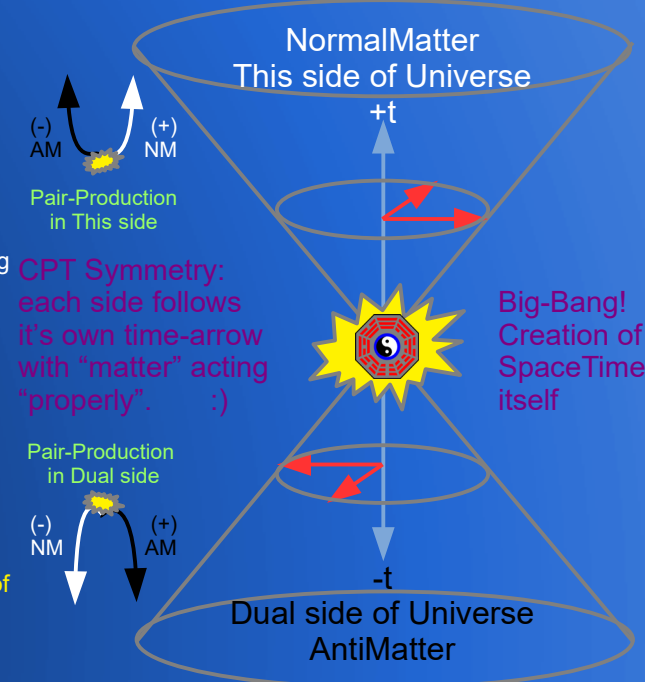 NormalMatter
This side of Universe
+t
(-)
AM
(+)
NM
Pair-Production
in This side
g
CPT Symmetry:
each side follows
it's own time-arrow
with “matter” acting
“properly”. :)
Big-Bang!
Creation of
SpaceTime
itself
Pair-Production
in Dual side
(-)
NM
(+)
AM
of
-t
Dual side of Universe
AntiMatter